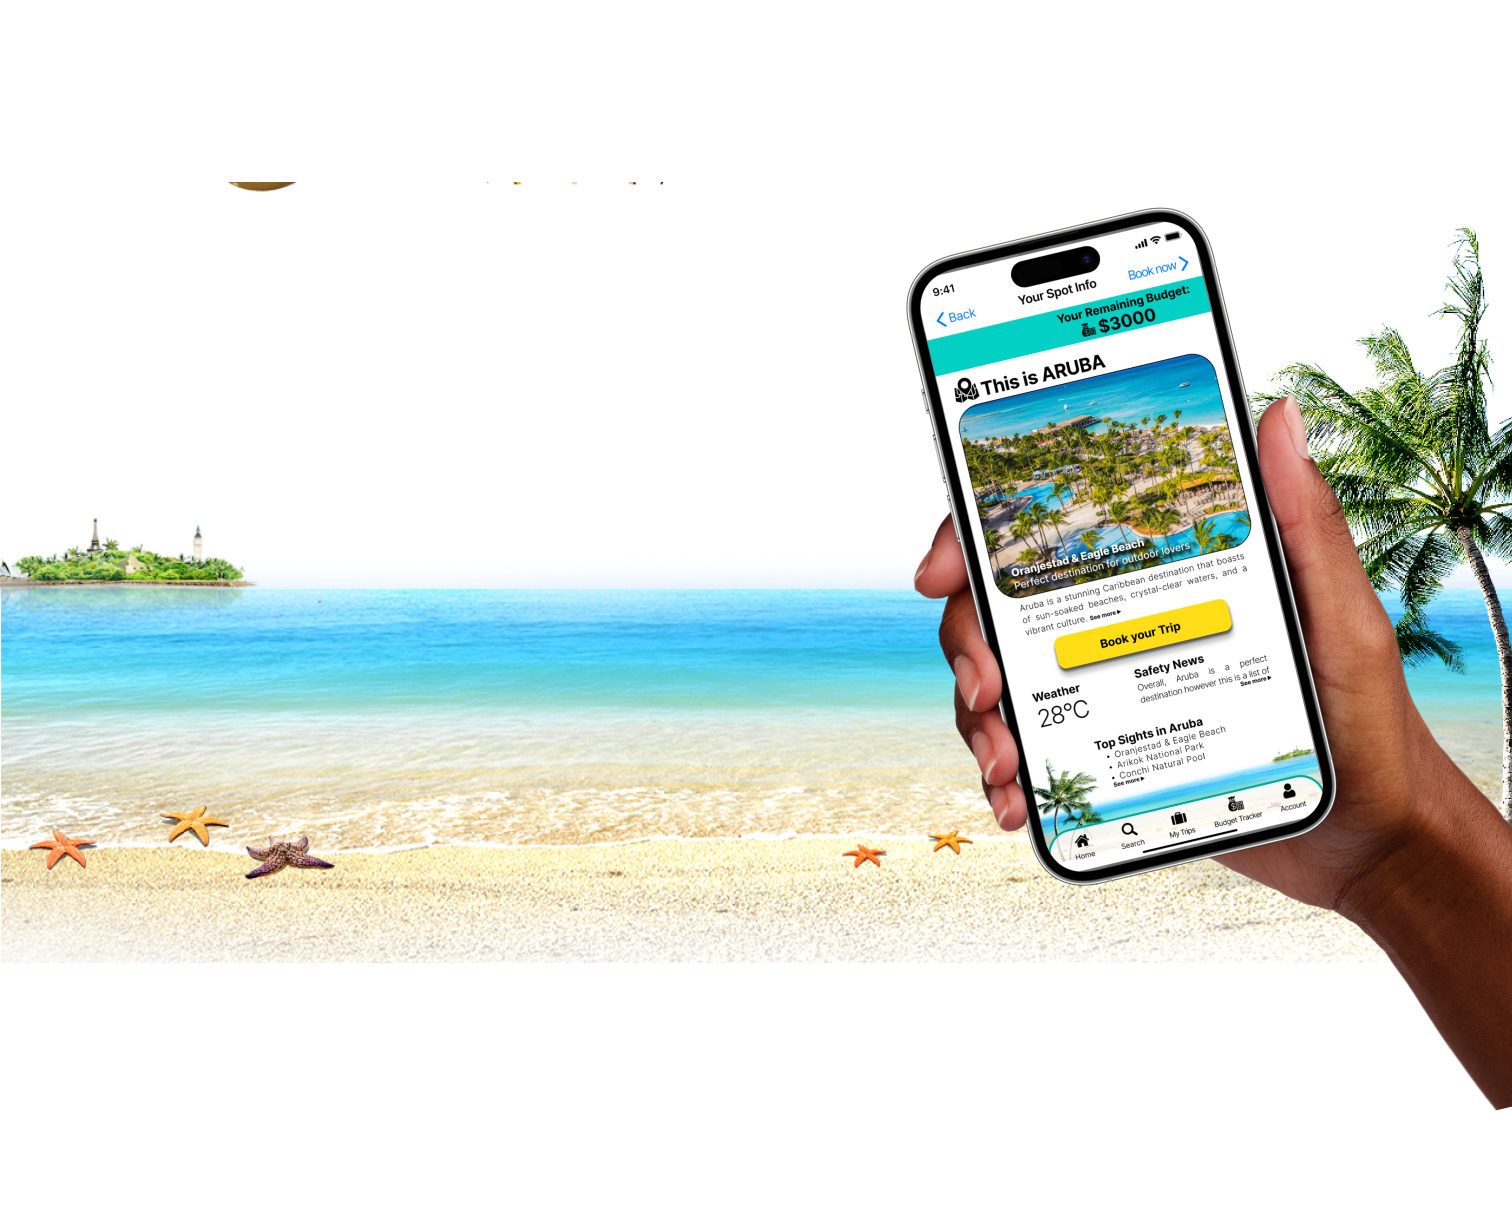 9:41
Back
Your Spot Info
Book now
Your Remaining Budget:
$3000
This is ARUBA
Oranjestad & Eagle Beach
Perfect destination for outdoor lovers
Aruba is a stunning Caribbean destination that boasts
of sun-soaked beaches, crystal-clear waters, and a
vibrant culture. See more
Book your Trip
Weather
28°C
Safety News
Overall, Aruba is a perfect
destination however this is a list of
See more
Top Sights in Aruba
• Oranjestad & Eagle Beach
• Arikok National Park
• Conchi Natural Pool
See more
Home
Search
My Trips
Budget Tracker
Account